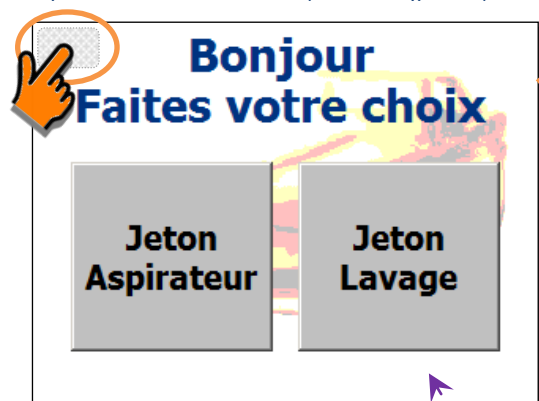 Bonjour
Faites votre choix
Jeton
Aspirateur
Jeton
Lavage